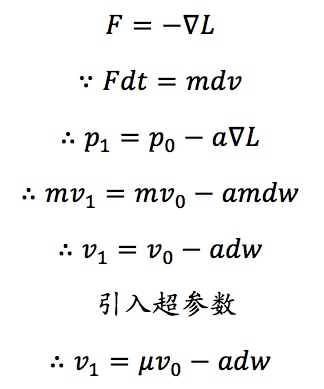 F = −∇L
∵ Fdt = mdv
∴ p₁ = p₀ − a∇L
∴ mv₁ = mv₀ − amdw
∴ v₁ = v₀ − adw
引入超参数
∴ v₁ = μv₀ − adw